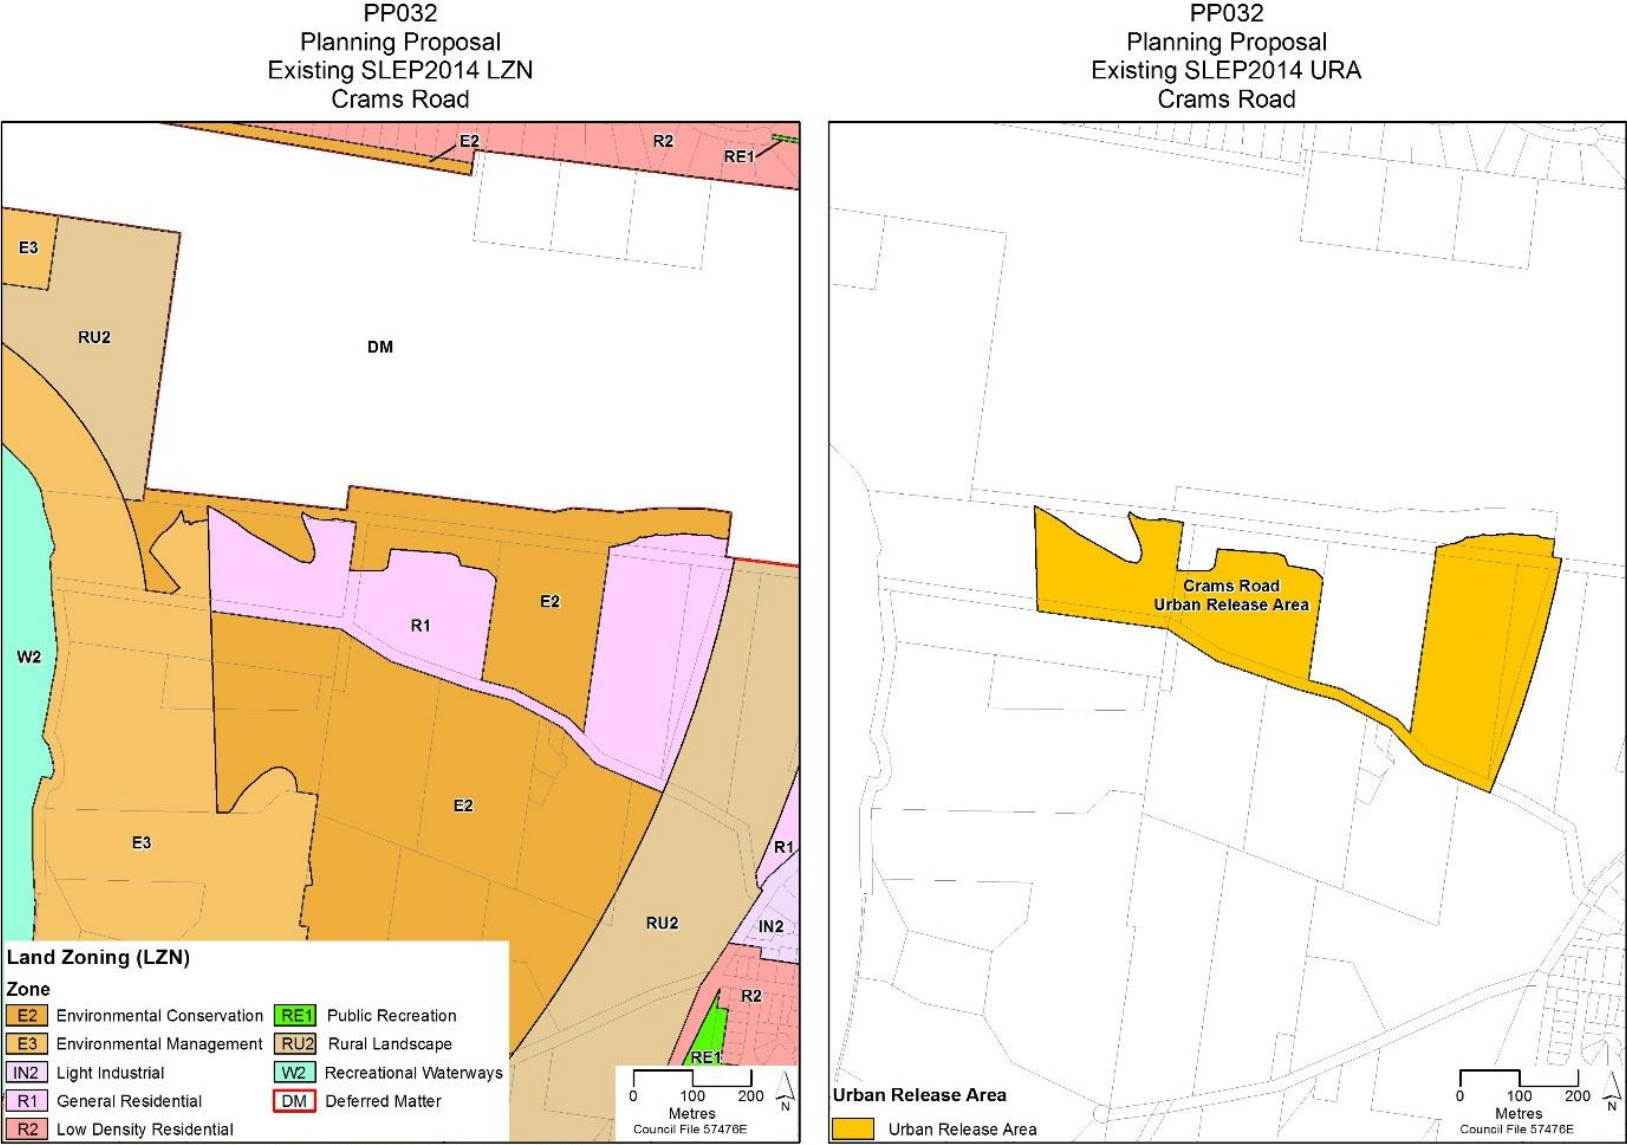 PP032
Planning Proposal
Existing SLEP2014 LZN
Crams Road
E2
R2
RE1
E3
RU2
DM
E2
R1
W2
E2
E3
R1
RU2
IN2
R2
RE1
Land Zoning (LZN)
Zone
E2 Environmental Conservation
E3 Environmental Management
IN2 Light Industrial
R1 General Residential
R2 Low Density Residential
RE1 Public Recreation
RU2 Rural Landscape
W2 Recreational Waterways
DM Deferred Matter
0 100 200
Metres
N
Council File 57476E
PP032
Planning Proposal
Existing SLEP2014 URA
Crams Road
Crams Road
Urban Release Area
Urban Release Area
Urban Release Area
0 100 200
Metres
N
Council File 57476E